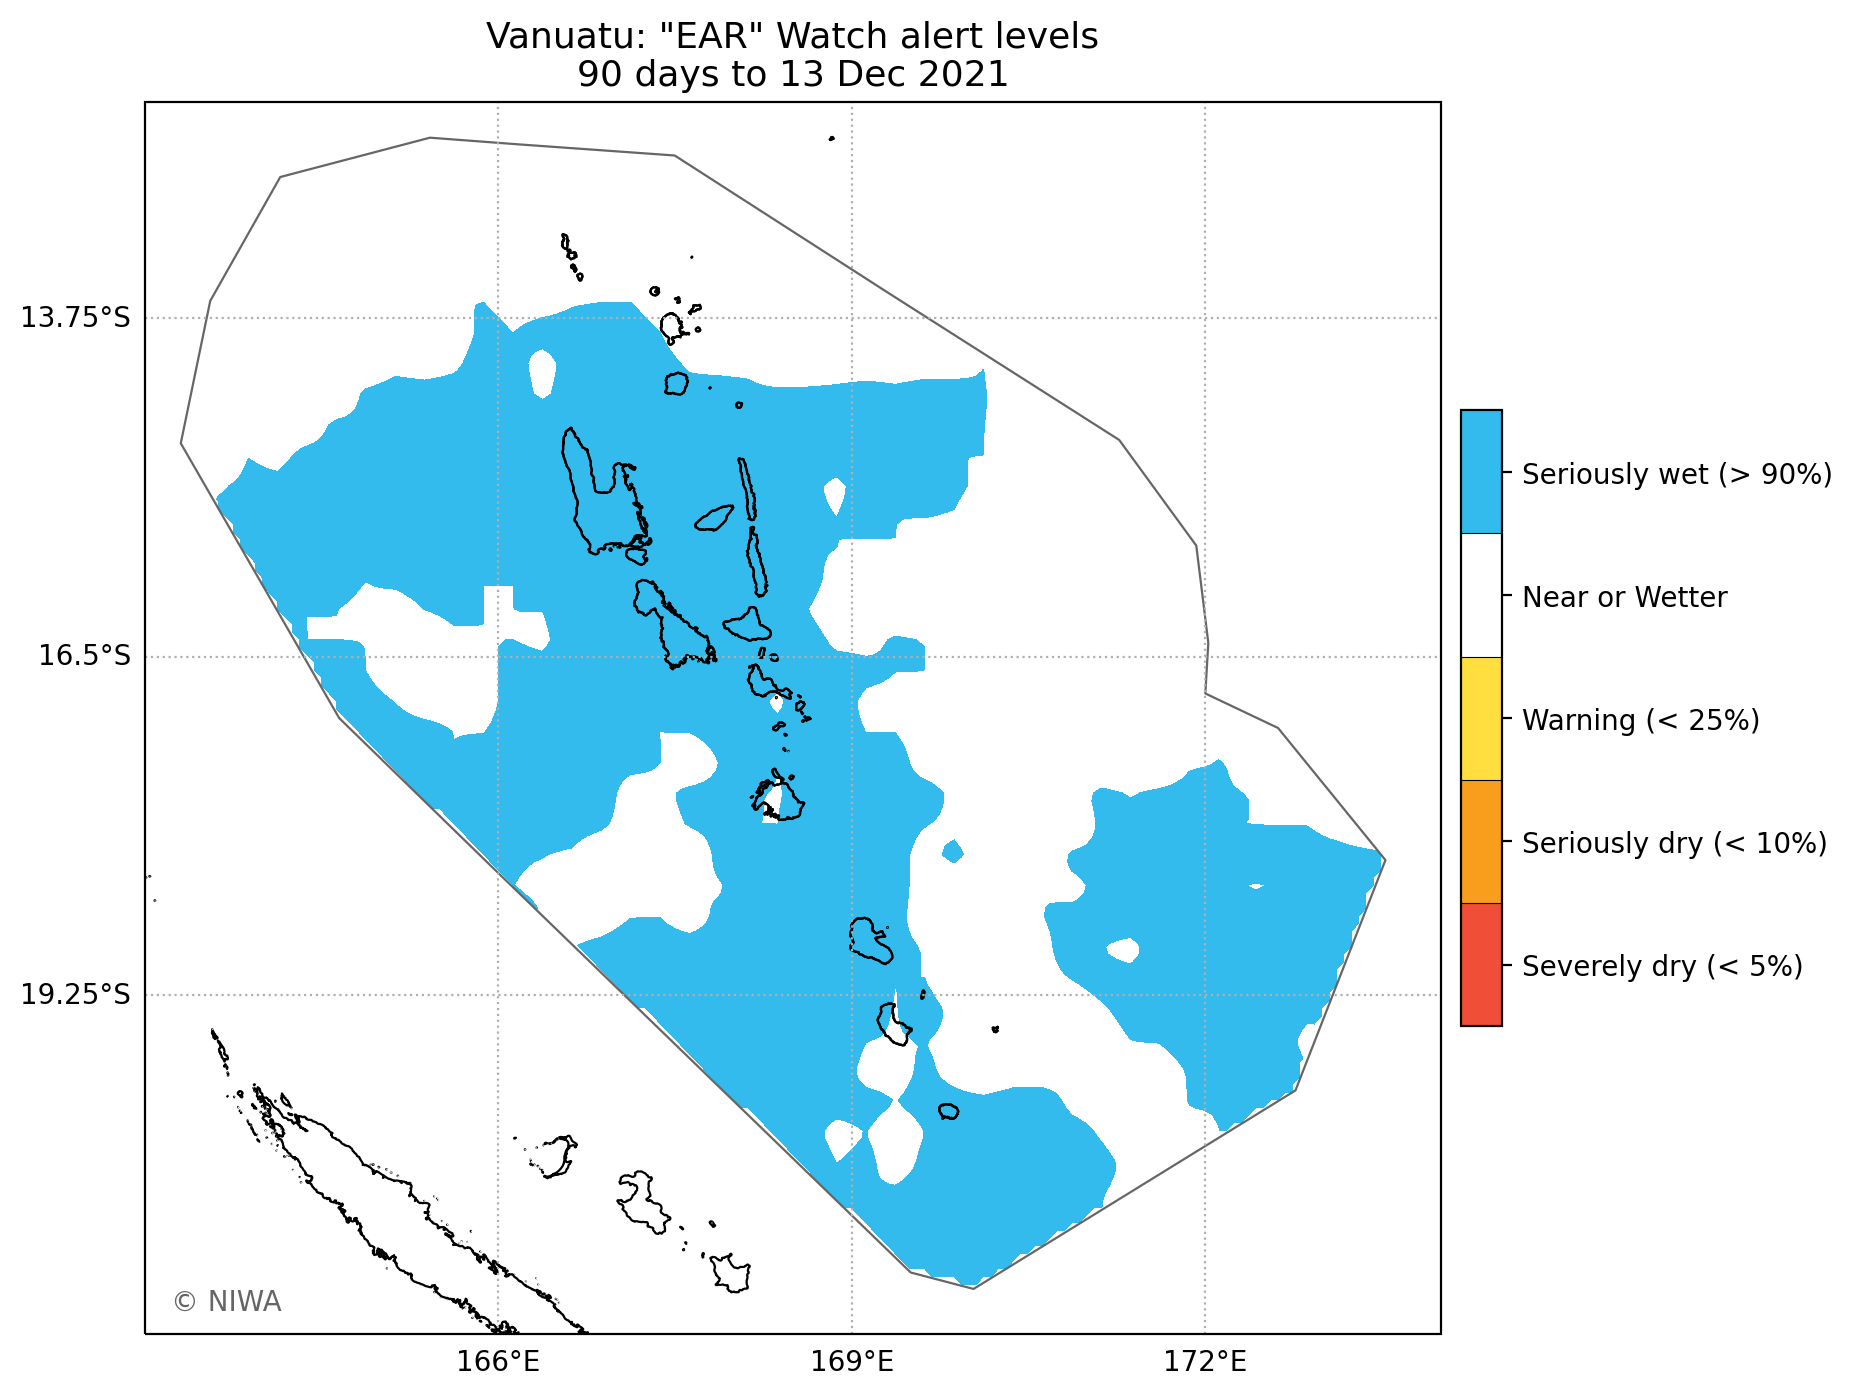 Vanuatu: "EAR" Watch alert levels
90 days to 13 Dec 2021
13.75°S
16.5°S
19.25°S
166°E
169°E
172°E
Seriously wet (> 90%)
Near or Wetter
Warning (< 25%)
Seriously dry (< 10%)
Severely dry (< 5%)
© NIWA